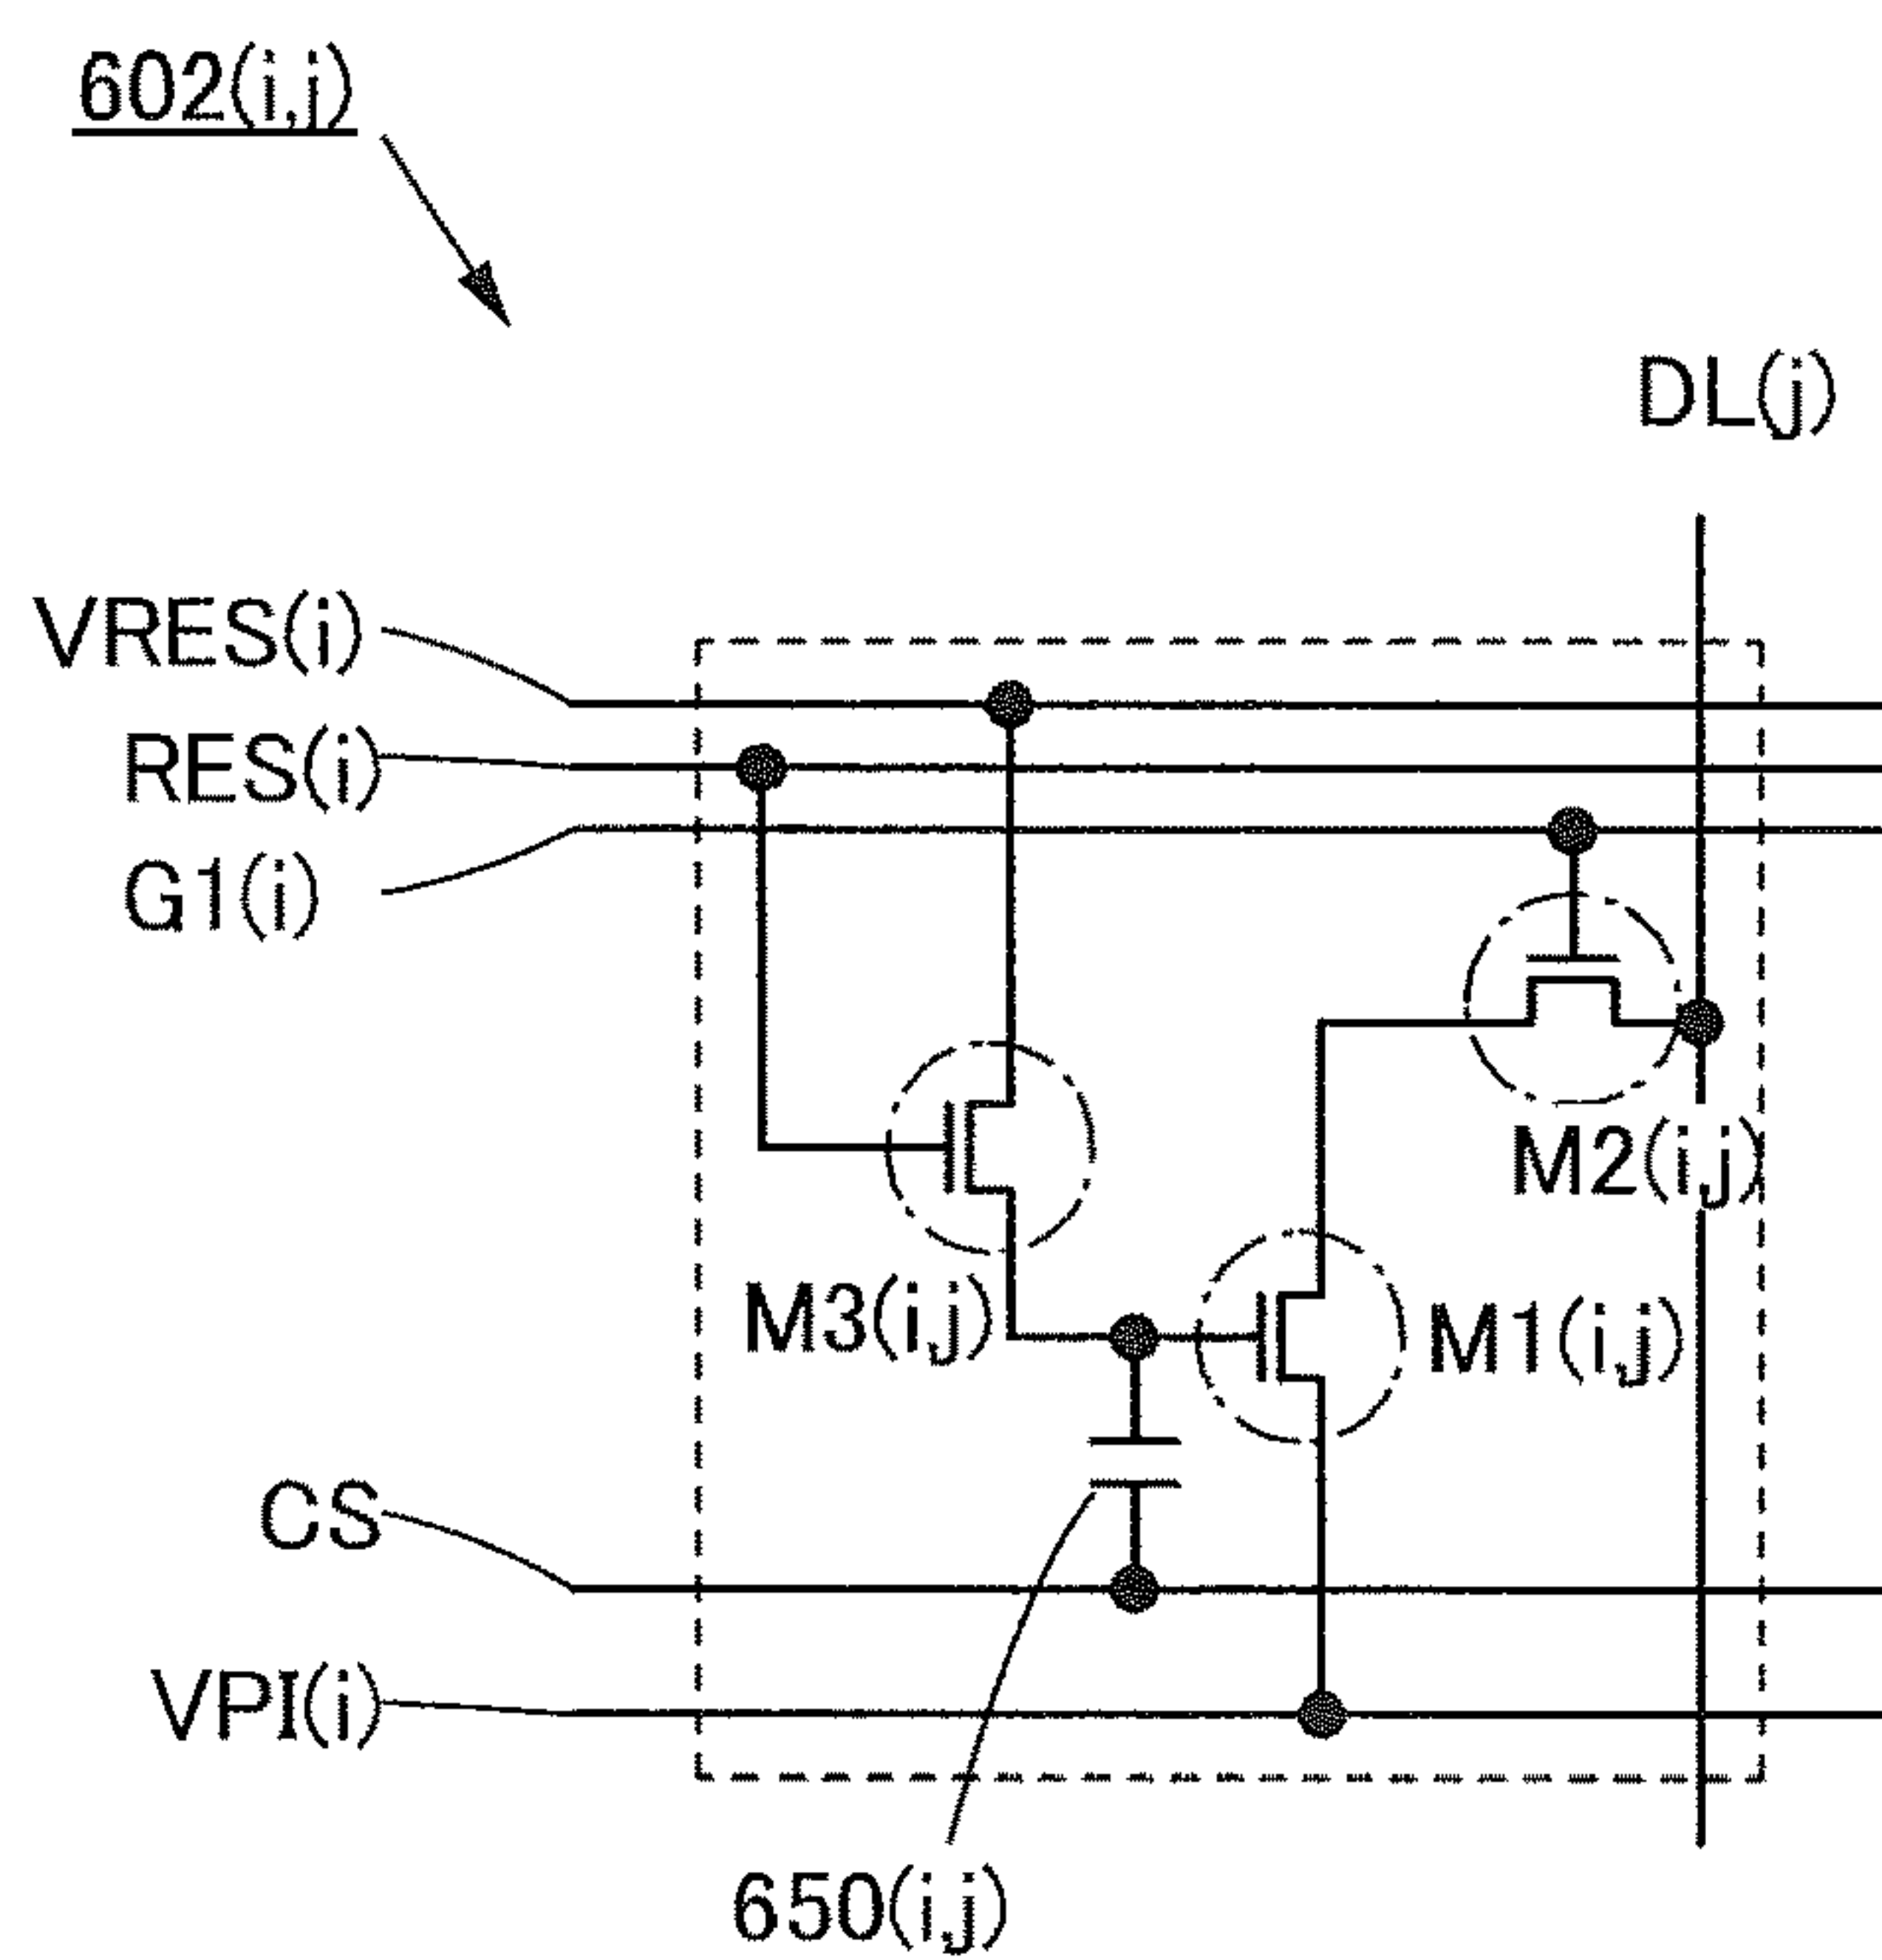 602(i,j)
DL(j)
VRES(i)
RES(i)
G1(i)
M2(i,j)
M3(i,j)
M1(i,j)
CS
VPI(i)
650(i,j)